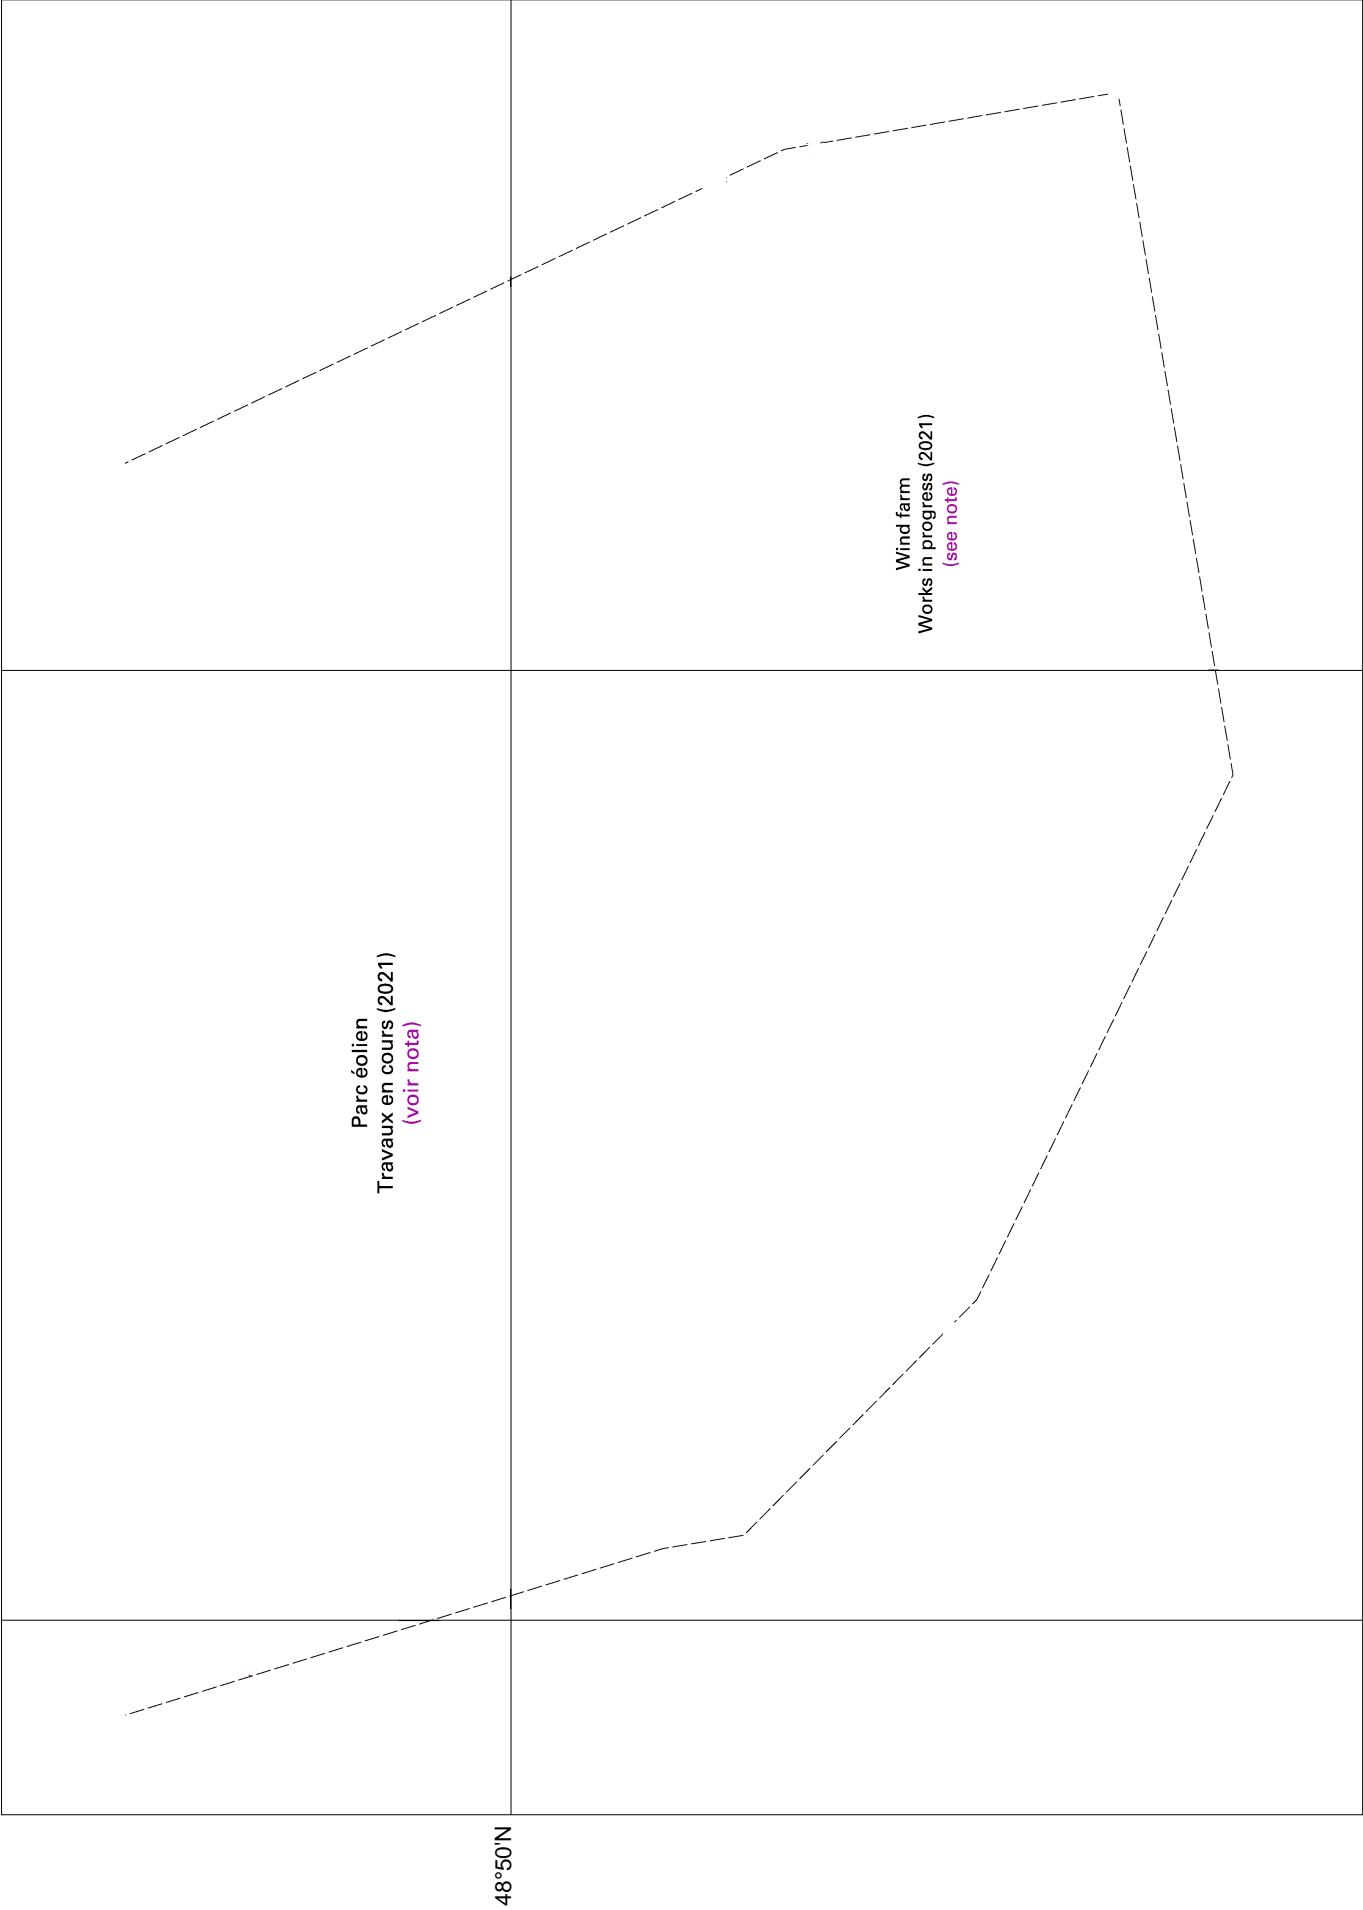 Parc éolien
Travaux en cours (2021)
(voir nota)
48°50'N
Wind farm
Works in progress (2021)
(see note)